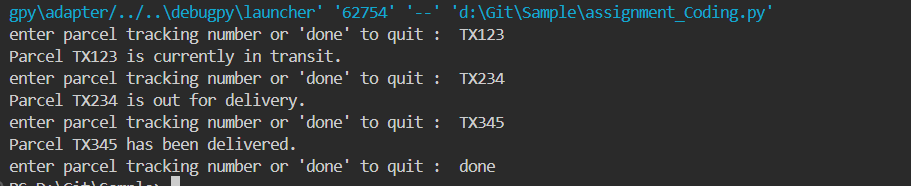 gpy\adapter/../..\debugpy\launcher' '62754' '--' 'd:\Git\Sample\assignment_Coding.py'
enter parcel tracking number or 'done' to quit :  TX123
Parcel TX123 is currently in transit.
enter parcel tracking number or 'done' to quit :  TX234
Parcel TX234 is out for delivery.
enter parcel tracking number or 'done' to quit :  TX345
Parcel TX345 has been delivered.
enter parcel tracking number or 'done' to quit :  done
PS D:\Git\Sample>